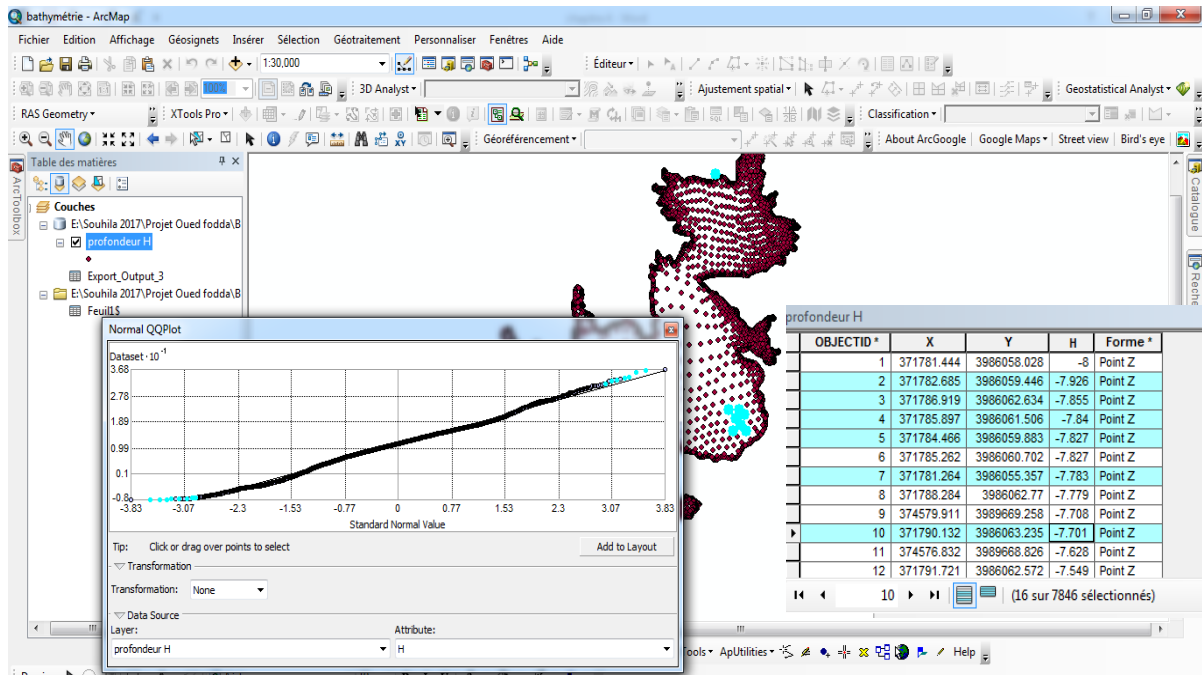 bathymétrie - ArcMap
Fichier Edition Affichage Géosignets Insérer Sélection Géotraitement Personnaliser Fenêtres Aide
1:30,000
Éditeur
100%
3D Analyst
Ajustement spatial
Geostatistical Analyst
RAS Geometry
XTools Pro
Classification
Géoréférencement
About ArcGoogle Google Maps Street view Bird's eye
Table des matières
ArcToolbox
Catalogue
Couches
E:\Souhila 2017\Projet Oued fodda\B
profondeur H
Export_Output_3
E:\Souhila 2017\Projet Oued fodda\B
Feuil1$
Normal QQPlot
Dataset · 10⁻¹
3.68
2.78
1.89
0.99
0.1
-0.8
-3.83 -3.07 -2.3 -1.53 -0.77 0 0.77 1.53 2.3 3.07 3.83
Standard Normal Value
Tip: Click or drag over points to select
Add to Layout
Transformation
Transformation: None
Data Source
Layer: Attribute:
profondeur H H
profondeur H
OBJECTID * X Y H Forme *
1 371781.444 3986058.028 -8 Point Z
2 371782.685 3986059.446 -7.926 Point Z
3 371786.919 3986062.634 -7.855 Point Z
4 371785.897 3986061.506 -7.84 Point Z
5 371784.466 3986059.883 -7.827 Point Z
6 371785.262 3986060.702 -7.827 Point Z
7 371781.264 3986055.357 -7.783 Point Z
8 371788.284 3986062.77 -7.779 Point Z
9 374579.911 3989669.258 -7.708 Point Z
10 371790.132 3986063.235 -7.701 Point Z
11 374576.832 3989668.826 -7.628 Point Z
12 371791.721 3986062.572 -7.549 Point Z
10 (16 sur 7846 sélectionnés)
ApUtilities
Help